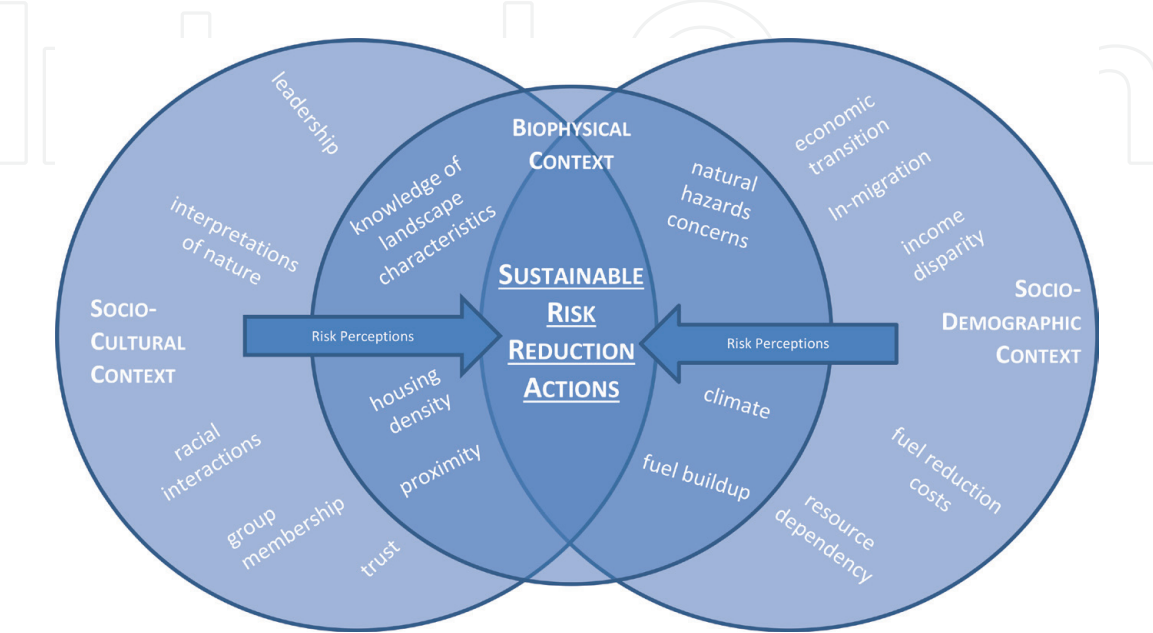 leadership
interpretations
of nature
SOCIO-
CULTURAL
CONTEXT
racial
interactions
group
membership
trust
knowledge of
landscape
characteristics
Risk Perceptions
housing
density
proximity
BIOPHYSICAL
CONTEXT
SUSTAINABLE
RISK
REDUCTION
ACTIONS
natural
hazards
concerns
Risk Perceptions
climate
fuel buildup
economic
transition
In-migration
income
disparity
SOCIO-
DEMOGRAPHIC
CONTEXT
fuel reduction
costs
resource
dependency